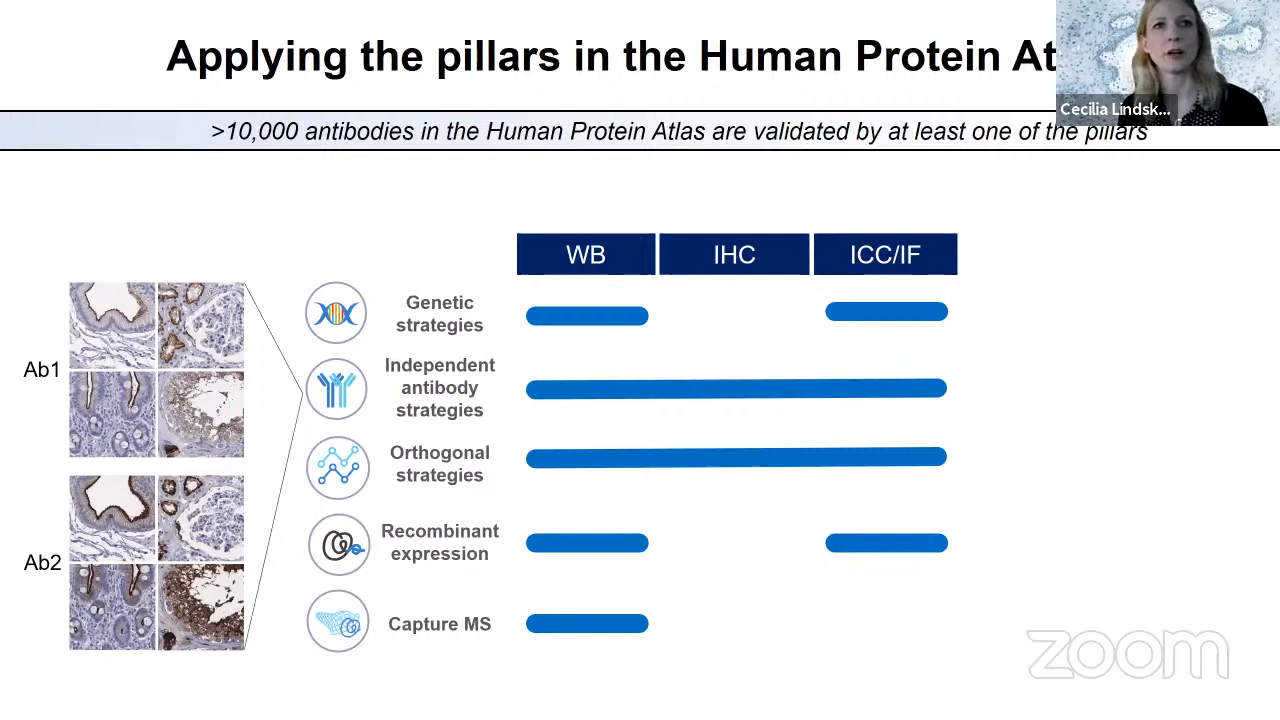 Applying the pillars in the Human Protein At
Cecilia Lindsk...
>10,000 antibodies in the Human Protein Atlas are validated by at least one of the pillars
WB
IHC
ICC/IF
Genetic
strategies
Ab1
Independent
antibody
strategies
Orthogonal
strategies
Recombinant
expression
Ab2
Capture MS
zoom